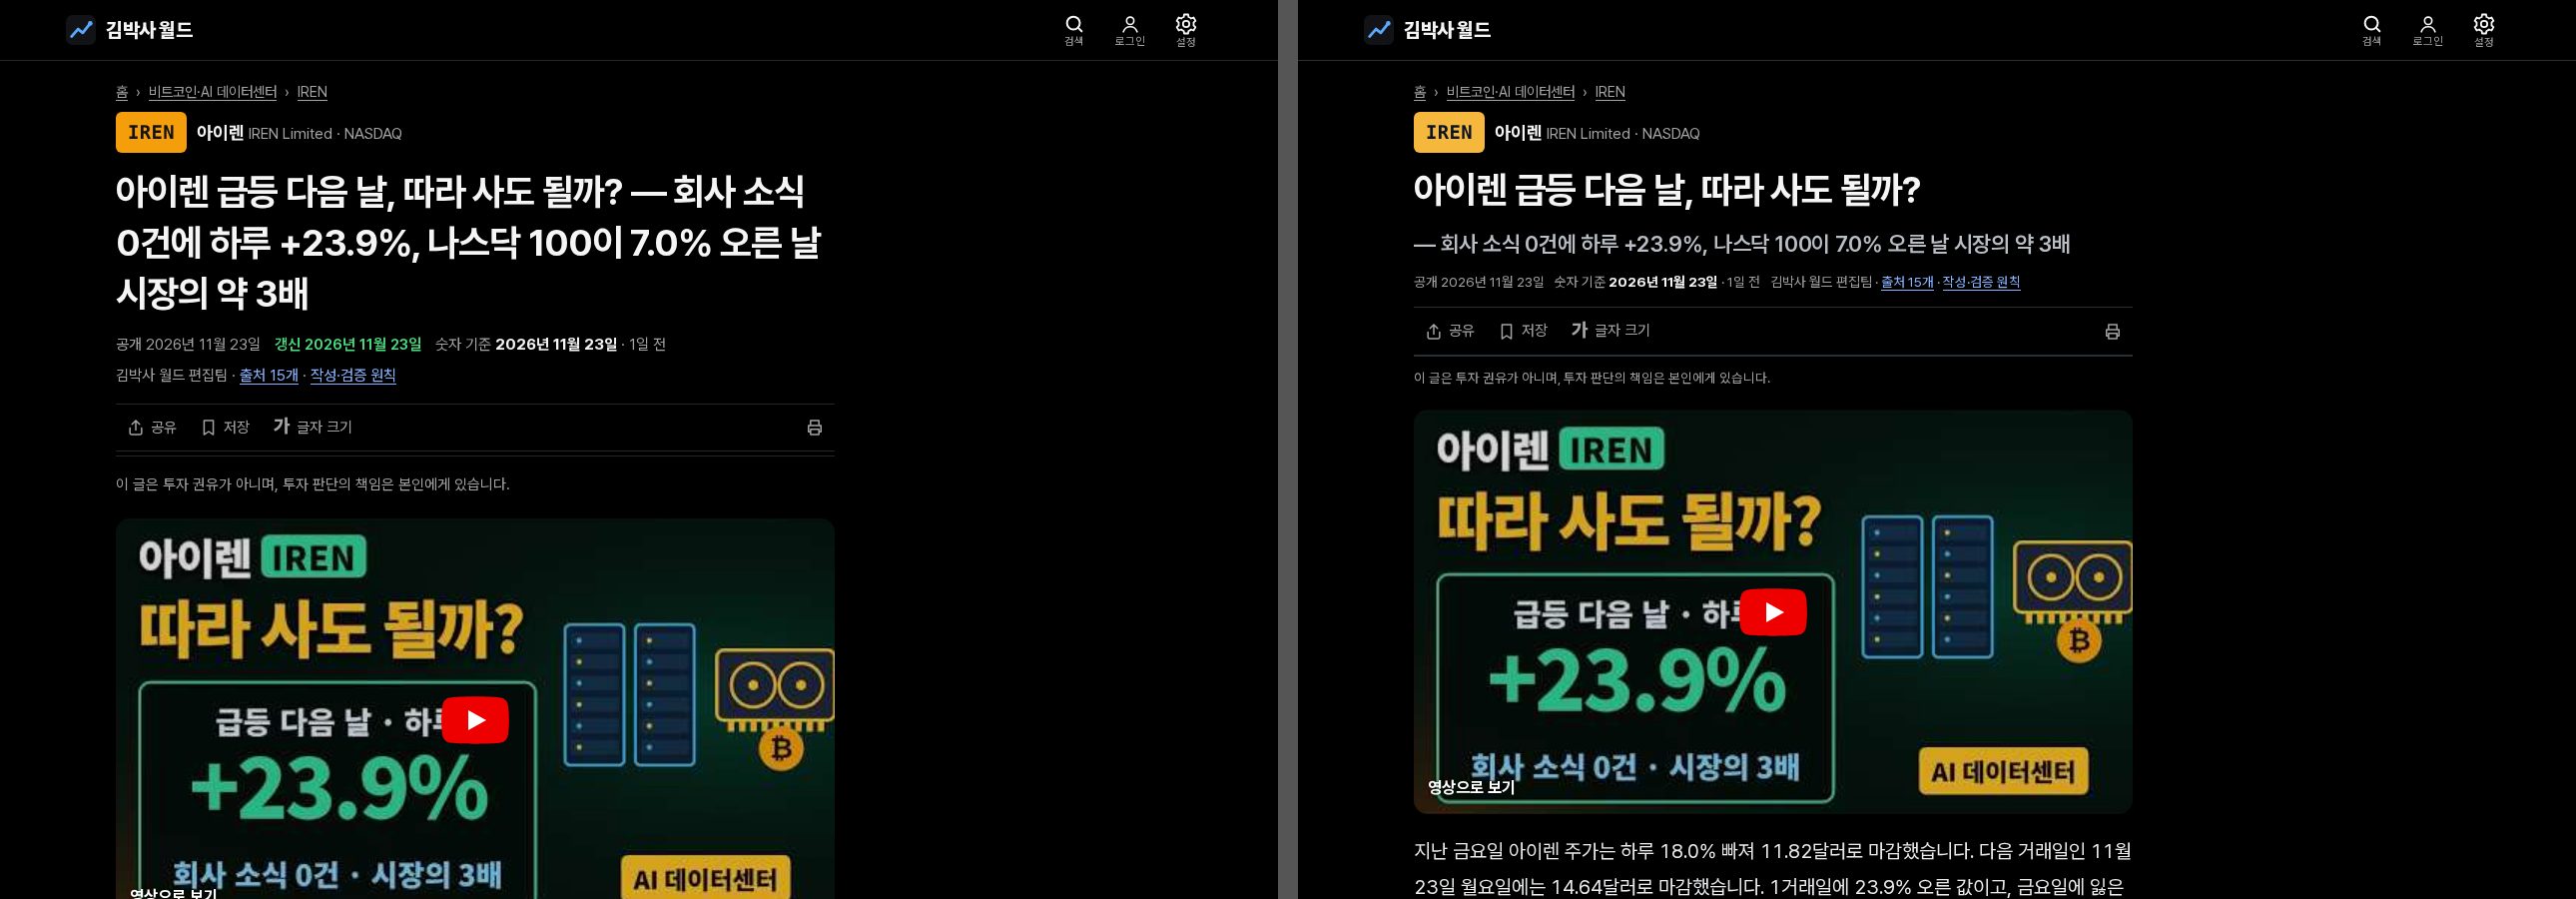 김박사 월드
검색 로그인 설정
홈 › 비트코인·AI 데이터센터 › IREN
IREN 아이렌 IREN Limited · NASDAQ
아이렌 급등 다음 날, 따라 사도 될까? — 회사 소식
0건에 하루 +23.9%, 나스닥 100이 7.0% 오른 날
시장의 약 3배
공개 2026년 11월 23일 갱신 2026년 11월 23일 숫자 기준 2026년 11월 23일 · 1일 전
김박사 월드 편집팀 · 출처 15개 · 작성·검증 원칙
공유 저장 가 글자 크기
이 글은 투자 권유가 아니며, 투자 판단의 책임은 본인에게 있습니다.
아이렌 IREN
따라 사도 될까?
급등 다음 날 · 하루
+23.9%
회사 소식 0건 · 시장의 3배
AI 데이터센터
영상으로 보기
김박사 월드
검색 로그인 설정
홈 › 비트코인·AI 데이터센터 › IREN
IREN 아이렌 IREN Limited · NASDAQ
아이렌 급등 다음 날, 따라 사도 될까?
— 회사 소식 0건에 하루 +23.9%, 나스닥 100이 7.0% 오른 날 시장의 약 3배
공개 2026년 11월 23일 숫자 기준 2026년 11월 23일 · 1일 전 김박사 월드 편집팀 · 출처 15개 · 작성·검증 원칙
공유 저장 가 글자 크기
이 글은 투자 권유가 아니며, 투자 판단의 책임은 본인에게 있습니다.
아이렌 IREN
따라 사도 될까?
급등 다음 날 · 하루
+23.9%
회사 소식 0건 · 시장의 3배
AI 데이터센터
영상으로 보기
지난 금요일 아이렌 주가는 하루 18.0% 빠져 11.82달러로 마감했습니다. 다음 거래일인 11월
23일 월요일에는 14.64달러로 마감했습니다. 1거래일에 23.9% 오른 값이고, 금요일에 잃은